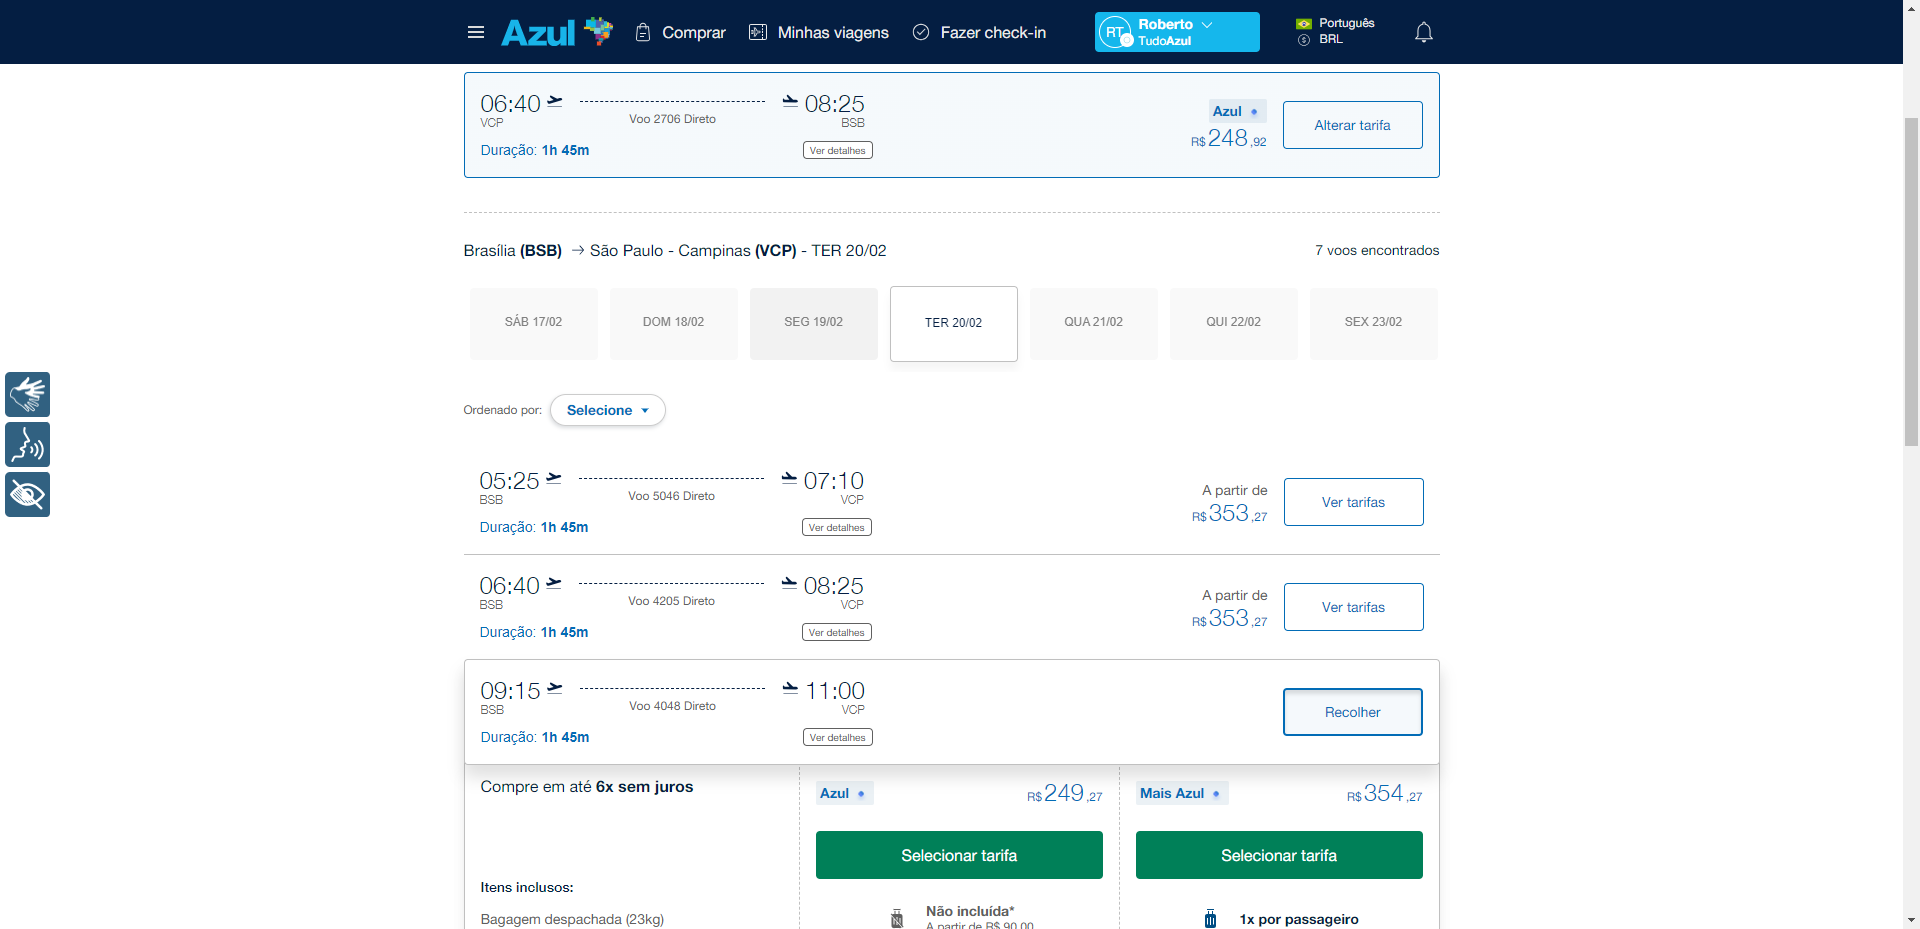 Azul
Comprar
Minhas viagens
Fazer check-in
RT
Roberto
TudoAzul
Português
BRL
06:40
08:25
VCP
Voo 2706 Direto
BSB
Duração: 1h 45m
Ver detalhes
Azul
R$ 248 ,92
Alterar tarifa
Brasília (BSB) → São Paulo - Campinas (VCP) - TER 20/02
7 voos encontrados
SÁB 17/02
DOM 18/02
SEG 19/02
TER 20/02
QUA 21/02
QUI 22/02
SEX 23/02
Ordenado por:
Selecione
05:25
07:10
BSB
Voo 5046 Direto
VCP
Duração: 1h 45m
Ver detalhes
A partir de
R$ 353 ,27
Ver tarifas
06:40
08:25
BSB
Voo 4205 Direto
VCP
Duração: 1h 45m
Ver detalhes
A partir de
R$ 353 ,27
Ver tarifas
09:15
11:00
BSB
Voo 4048 Direto
VCP
Duração: 1h 45m
Ver detalhes
Recolher
Compre em até 6x sem juros
Azul
R$ 249 ,27
Mais Azul
R$ 354 ,27
Selecionar tarifa
Selecionar tarifa
Itens inclusos:
Bagagem despachada (23kg)
Não incluída*
A partir de R$ 90,00
1x por passageiro